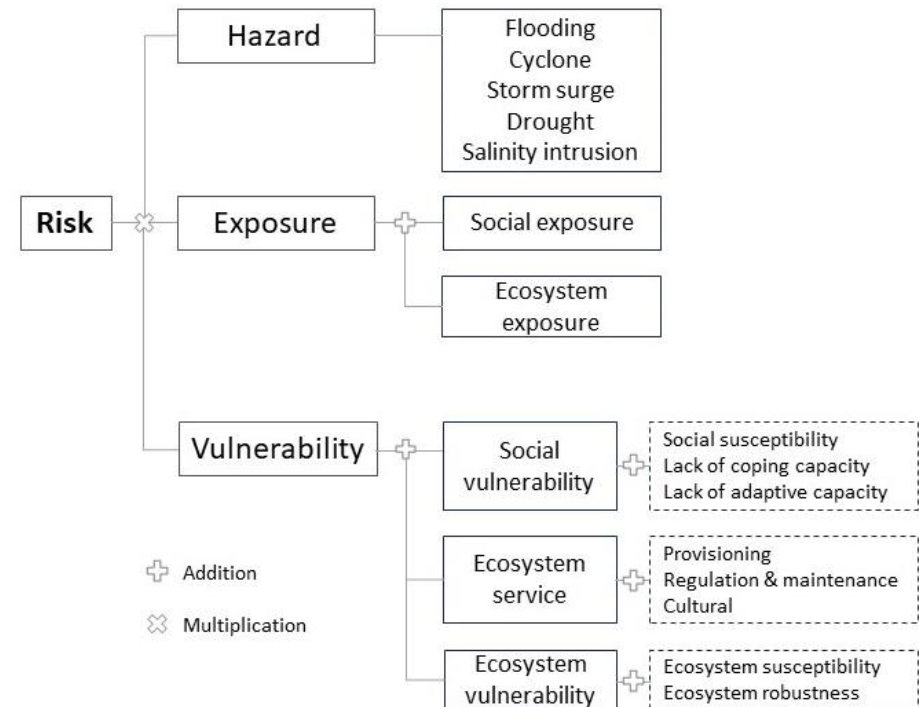 Hazard
Flooding
Cyclone
Storm surge
Drought
Salinity intrusion
Risk
Exposure
Social exposure
Ecosystem
exposure
Vulnerability
Social
vulnerability
Social susceptibility
Lack of coping capacity
Lack of adaptive capacity
Ecosystem
service
Provisioning
Regulation & maintenance
Cultural
Ecosystem
vulnerability
Ecosystem susceptibility
Ecosystem robustness
Addition
Multiplication